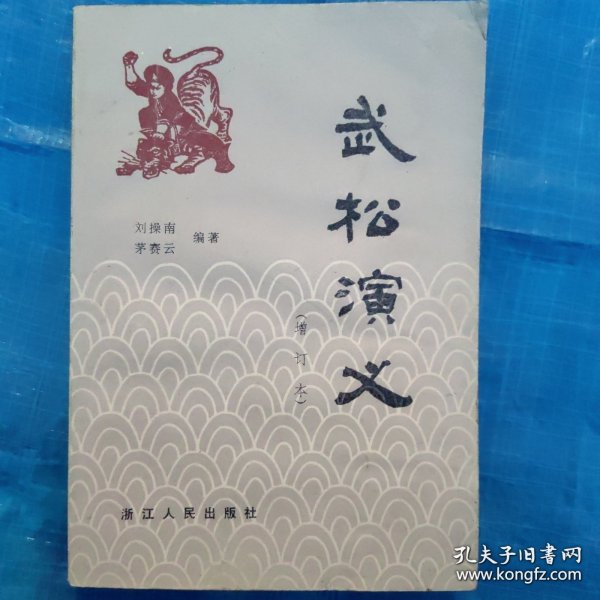 武松演义
(增订本)
刘操南
茅赛云
编著
浙江人民出版社
孔夫子旧书网
www.kongfz.com